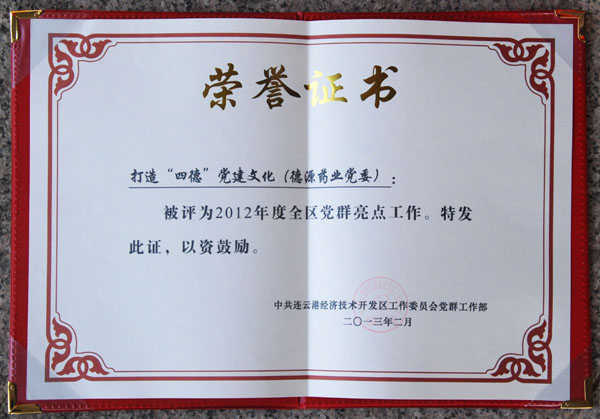 荣誉证书
打造“四德”党建文化（德源药业党委）：
被评为2012年度全区党群亮点工作。特发
此证，以资鼓励。
中共连云港经济技术开发区工作委员会党群工作部
二〇一三年二月